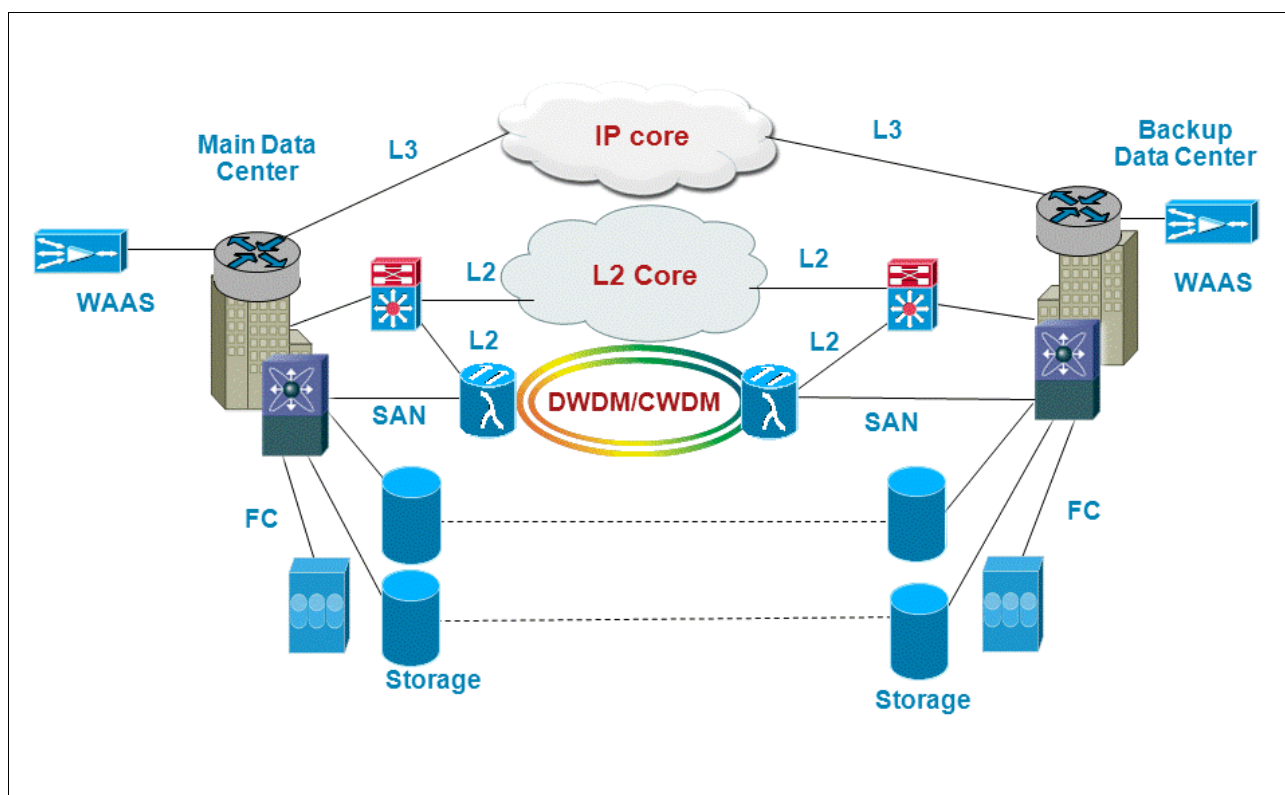 IP core
L3
L3
Main Data
Center
Backup
Data Center
WAAS
WAAS
L2
L2 Core
L2
L2
L2
SAN
DWDM/CWDM
SAN
FC
FC
Storage
Storage